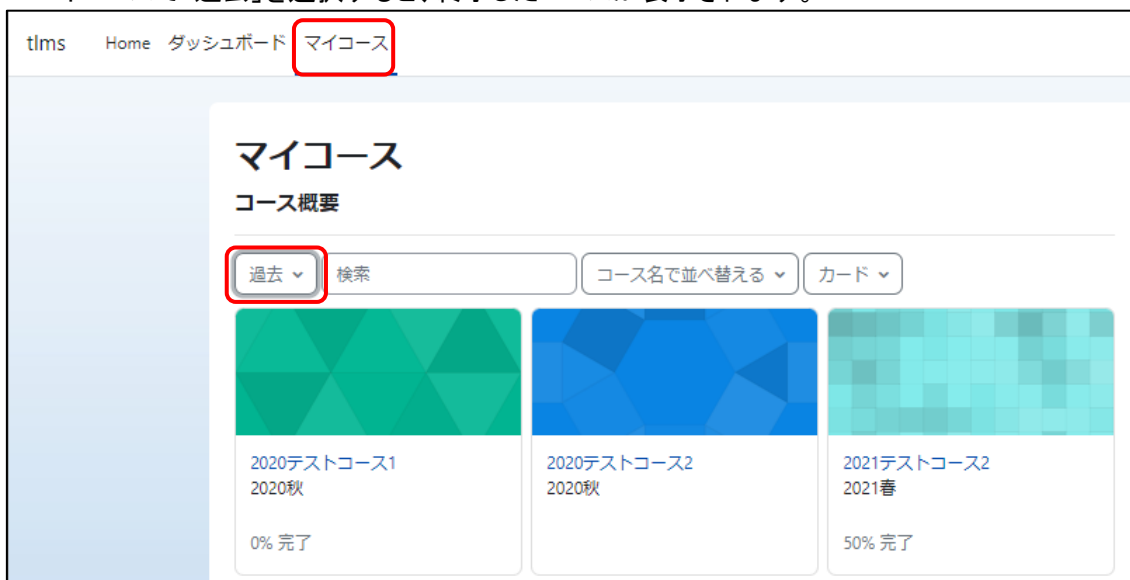 tlms Home ダッシュボード マイコース
マイコース
コース概要
過去 検索 コース名で並べ替える カード
2020テストコース1 2020テストコース2 2021テストコース2
2020秋 2020秋 2021春
0% 完了 50% 完了